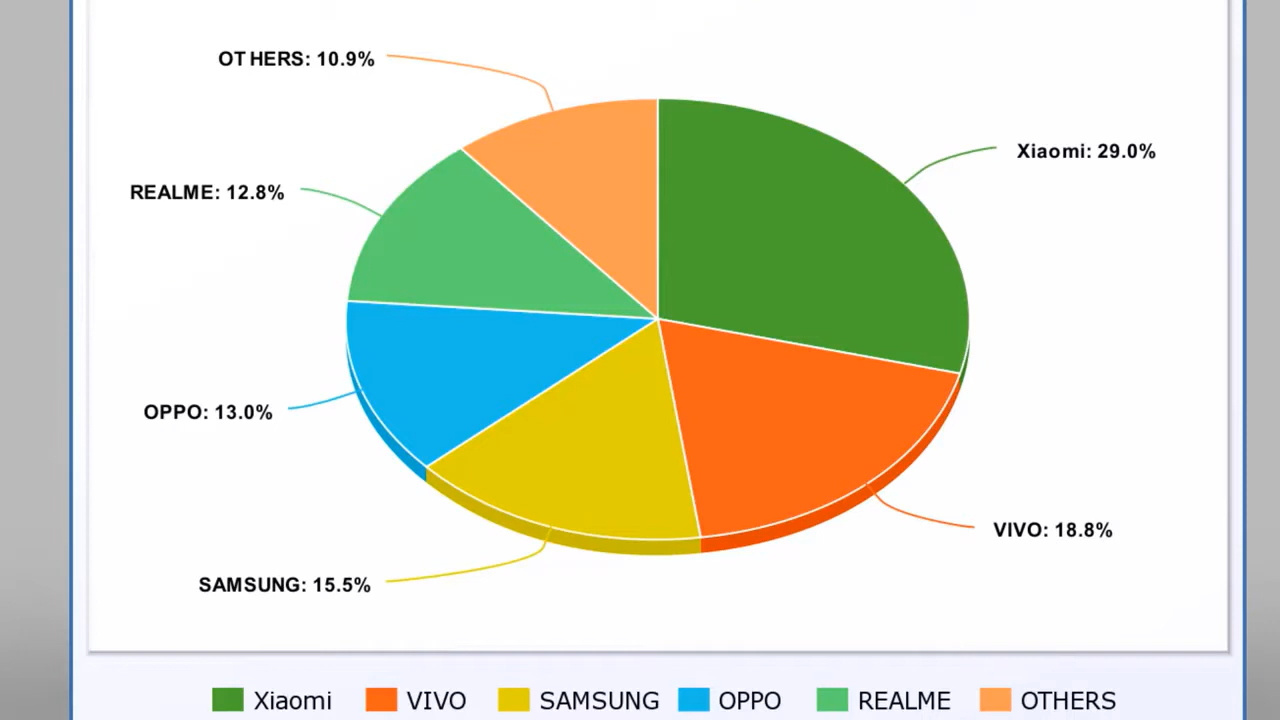 OTHERS: 10.9%
Xiaomi: 29.0%
REALME: 12.8%
OPPO: 13.0%
VIVO: 18.8%
SAMSUNG: 15.5%
Xiaomi VIVO SAMSUNG OPPO REALME OTHERS